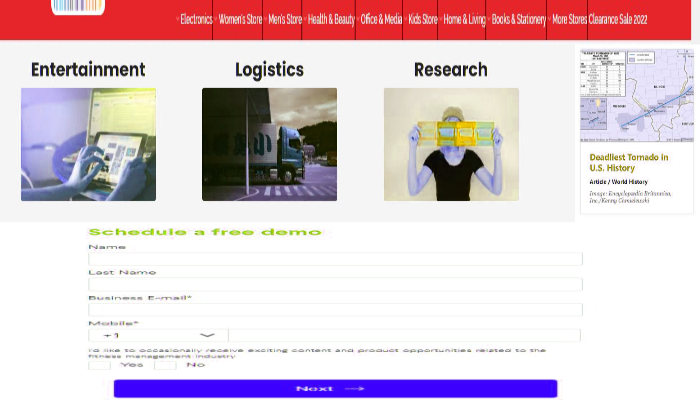 Electronics Women's Store Men's Store Health & Beauty Office & Media Kids Store Home & Living Books & Stationery More Stores Clearance Sale 2022
Entertainment
Logistics
Research
Deadliest Tornado in
U.S. History
Article / World History
Image: Encyclopædia Britannica,
Inc./Kenny Chmielewski
Schedule a free demo
Name
Last Name
Business E-mail*
Mobile*
+1
I'd like to occasionally receive exciting content and product opportunities related to the
fitness management industry
Yes No
Next →